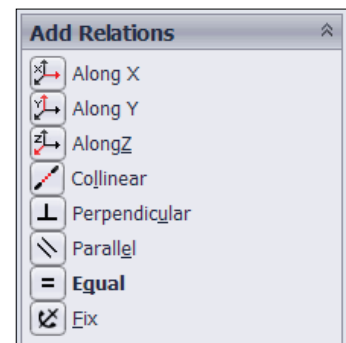 Add Relations
Along X
Along Y
AlongZ
Collinear
Perpendicular
Parallel
Equal
Fix